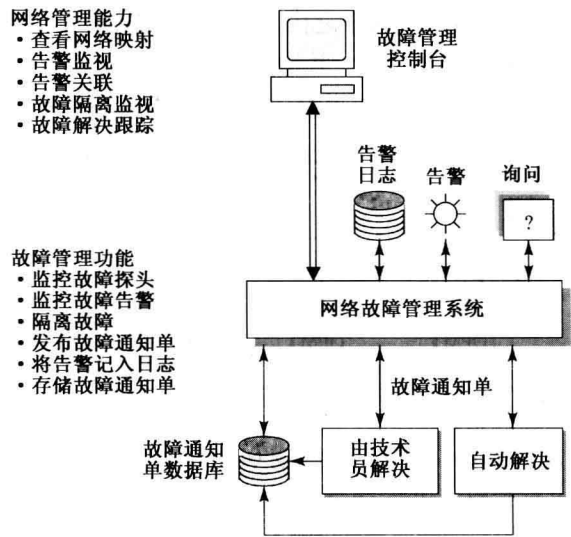 网络管理能力
• 查看网络映射
• 告警监视
• 告警关联
• 故障隔离监视
• 故障解决跟踪
故障管理
控制台
告警
日志
告警
询问
?
故障管理功能
• 监控故障探头
• 监控故障告警
• 隔离故障
• 发布故障通知单
• 将告警记入日志
• 存储故障通知单
网络故障管理系统
故障通知单
故障通知
单数据库
由技术
员解决
自动解决